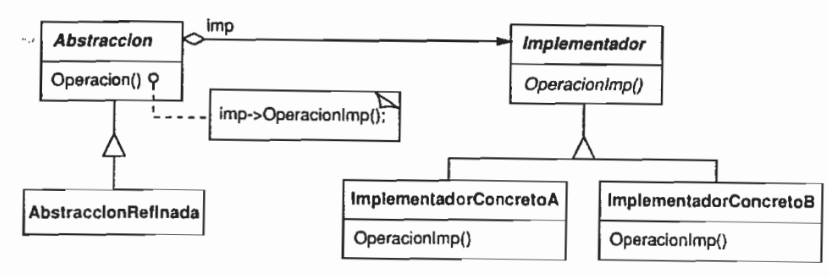 imp
Abstraccion
Implementador
Operacion()
OperacionImp()
imp->OperacionImp();
AbstraccionRefinada
ImplementadorConcretoA
ImplementadorConcretoB
OperacionImp()
OperacionImp()